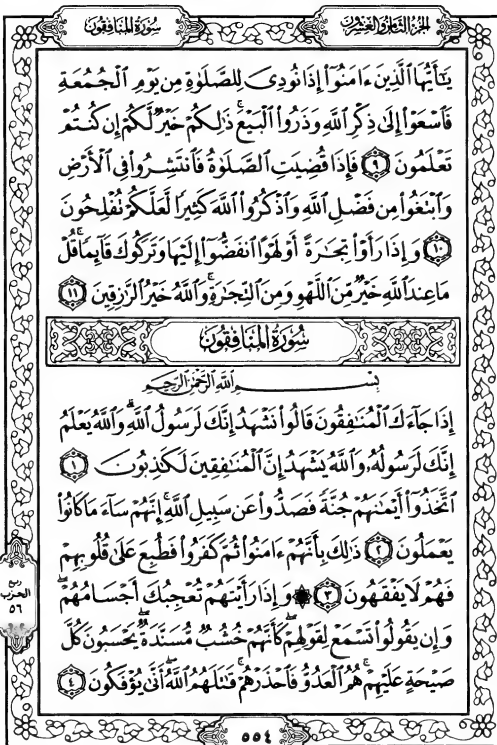 الجزء الثامن والعشرون
سورة المنافقون
يَٰٓأَيُّهَا ٱلَّذِينَ ءَامَنُوٓا۟ إِذَا نُودِىَ لِلصَّلَوٰةِ مِن يَوْمِ ٱلْجُمُعَةِ
فَٱسْعَوْا۟ إِلَىٰ ذِكْرِ ٱللَّهِ وَذَرُوا۟ ٱلْبَيْعَ ۚ ذَٰلِكُمْ خَيْرٌ لَّكُمْ إِن كُنتُمْ
تَعْلَمُونَ ٩ فَإِذَا قُضِيَتِ ٱلصَّلَوٰةُ فَٱنتَشِرُوا۟ فِى ٱلْأَرْضِ
وَٱبْتَغُوا۟ مِن فَضْلِ ٱللَّهِ وَٱذْكُرُوا۟ ٱللَّهَ كَثِيرًا لَّعَلَّكُمْ تُفْلِحُونَ
١٠ وَإِذَا رَأَوْا۟ تِجَٰرَةً أَوْ لَهْوًا ٱنفَضُّوٓا۟ إِلَيْهَا وَتَرَكُوكَ قَآئِمًا ۚ قُلْ
مَا عِندَ ٱللَّهِ خَيْرٌ مِّنَ ٱللَّهْوِ وَمِنَ ٱلتِّجَٰرَةِ ۚ وَٱللَّهُ خَيْرُ ٱلرَّٰزِقِينَ ١١
سُورَةُ المُنَافِقُونَ
بِسْمِ ٱللَّهِ ٱلرَّحْمَٰنِ ٱلرَّحِيمِ
إِذَا جَآءَكَ ٱلْمُنَٰفِقُونَ قَالُوا۟ نَشْهَدُ إِنَّكَ لَرَسُولُ ٱللَّهِ ۗ وَٱللَّهُ يَعْلَمُ
إِنَّكَ لَرَسُولُهُۥ وَٱللَّهُ يَشْهَدُ إِنَّ ٱلْمُنَٰفِقِينَ لَكَٰذِبُونَ ١
ٱتَّخَذُوٓا۟ أَيْمَٰنَهُمْ جُنَّةً فَصَدُّوا۟ عَن سَبِيلِ ٱللَّهِ ۚ إِنَّهُمْ سَآءَ مَا كَانُوا۟
يَعْمَلُونَ ٢ ذَٰلِكَ بِأَنَّهُمْ ءَامَنُوا۟ ثُمَّ كَفَرُوا۟ فَطُبِعَ عَلَىٰ قُلُوبِهِمْ
فَهُمْ لَا يَفْقَهُونَ ٣ ۞ وَإِذَا رَأَيْتَهُمْ تُعْجِبُكَ أَجْسَامُهُمْ ۖ
وَإِن يَقُولُوا۟ تَسْمَعْ لِقَوْلِهِمْ ۖ كَأَنَّهُمْ خُشُبٌ مُّسَنَّدَةٌ ۖ يَحْسَبُونَ كُلَّ
صَيْحَةٍ عَلَيْهِمْ ۚ هُمُ ٱلْعَدُوُّ فَٱحْذَرْهُمْ ۚ قَٰتَلَهُمُ ٱللَّهُ ۖ أَنَّىٰ يُؤْفَكُونَ ٤
ربع
الحزب
٥٦
٥٥٤